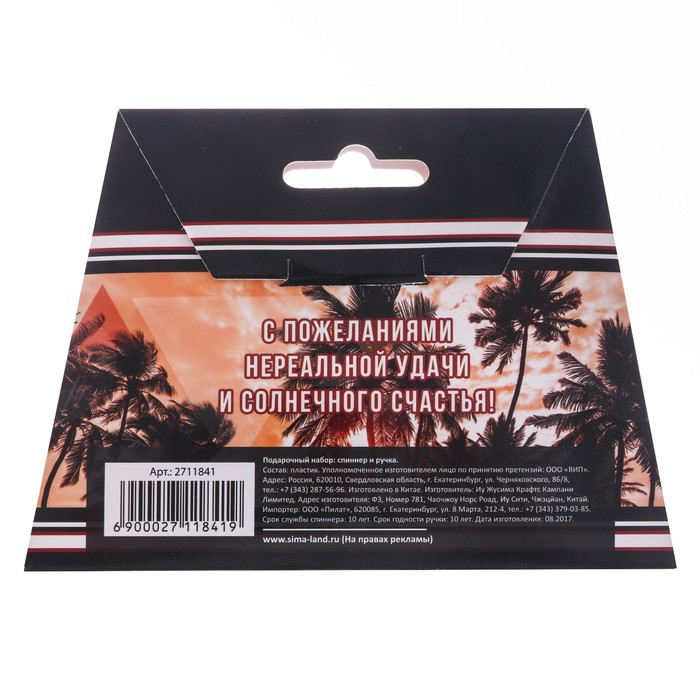 С ПОЖЕЛАНИЯМИ
НЕРЕАЛЬНОЙ УДАЧИ
И СОЛНЕЧНОГО СЧАСТЬЯ!
Арт.: 2711841
6 900027 118419
Подарочный набор: спиннер и ручка.
Состав: пластик. Уполномоченное изготовителем лицо по принятию претензий: ООО «ВИП».
Адрес: Россия, 620010, Свердловская область, г. Екатеринбург, ул. Черняховского, 86/8,
тел.: +7 (343) 287-56-96. Изготовлено в Китае. Изготовитель: Иу Жусима Крафтс Кампани
Лимитед. Адрес изготовителя: Ф3, Номер 781, Чаочжоу Норс Роад, Иу Сити, Чжэцзян, Китай.
Импортер: ООО «Пилат», 620085, г. Екатеринбург, ул. 8 Марта, 212-4, тел.: +7 (343) 379-03-85.
Срок службы спиннера: 10 лет. Срок годности ручки: 10 лет. Дата изготовления: 08.2017.
www.sima-land.ru (На правах рекламы)